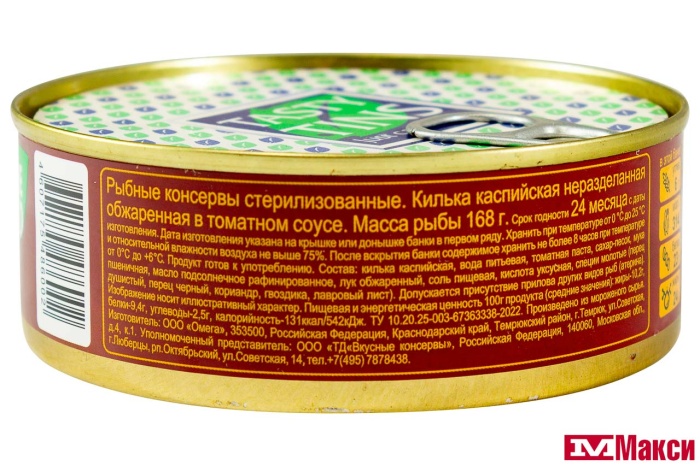 Рыбные консервы стерилизованные. Килька каспийская неразделанная
обжаренная в томатном соусе. Масса рыбы 168 г. Срок годности 24 месяца с даты
изготовления. Дата изготовления указана на крышке или донышке банки в первом ряду. Хранить при температуре от 0°C до 25°C
и относительной влажности воздуха не выше 75%. После вскрытия банки содержимое хранить не более 8 часов при температуре
от 0°C до +6°C. Продукт готов к употреблению. Состав: килька каспийская, вода питьевая, томатная паста, сахар-песок, мука
пшеничная, масло подсолнечное рафинированное, лук обжаренный, соль пищевая, кислота уксусная, специи молотые (перец
душистый, перец черный, кориандр, гвоздика, лавровый лист). Допускается присутствие прилова других видов рыб (атерина).
Изображение носит иллюстративный характер. Пищевая и энергетическая ценность 100г продукта (средние значения): жиры-10,2г,
белки-9,4г, углеводы-2,5г, калорийность-131ккал/542кДж. ТУ 10.20.25-003-67363338-2022. Произведено из мороженого сырья.
Изготовитель: ООО «Омега», 353500, Российская Федерация, Краснодарский край, Темрюкский район, г.Темрюк, ул.Советская,
д.4, к.1. Уполномоченный представитель: ООО «ТД«Вкусные консервы», Российская Федерация, 140060, Московская обл.,
г.Люберцы, рп.Октябрьский, ул.Советская, 14, тел.+7(495) 7878438.
в этой
Макси